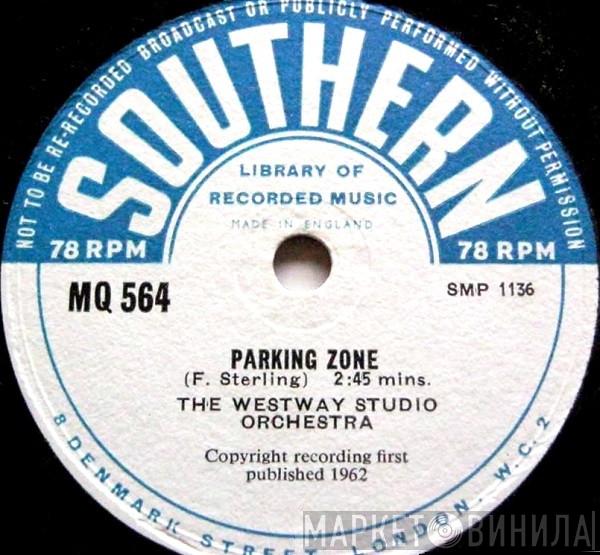 NOT TO BE RE-RECORDED BROADCAST OR PUBLICLY PERFORMED WITHOUT PERMISSION
SOUTHERN
LIBRARY OF
RECORDED MUSIC
MADE IN ENGLAND
78 RPM 78 RPM
MQ 564 SMP 1136
PARKING ZONE
(F. Sterling) 2:45 mins.
THE WESTWAY STUDIO
ORCHESTRA
Copyright recording first
published 1962
8 DENMARK STREET, LONDON. W.C.2
МАРКЕТ ВИНИЛА